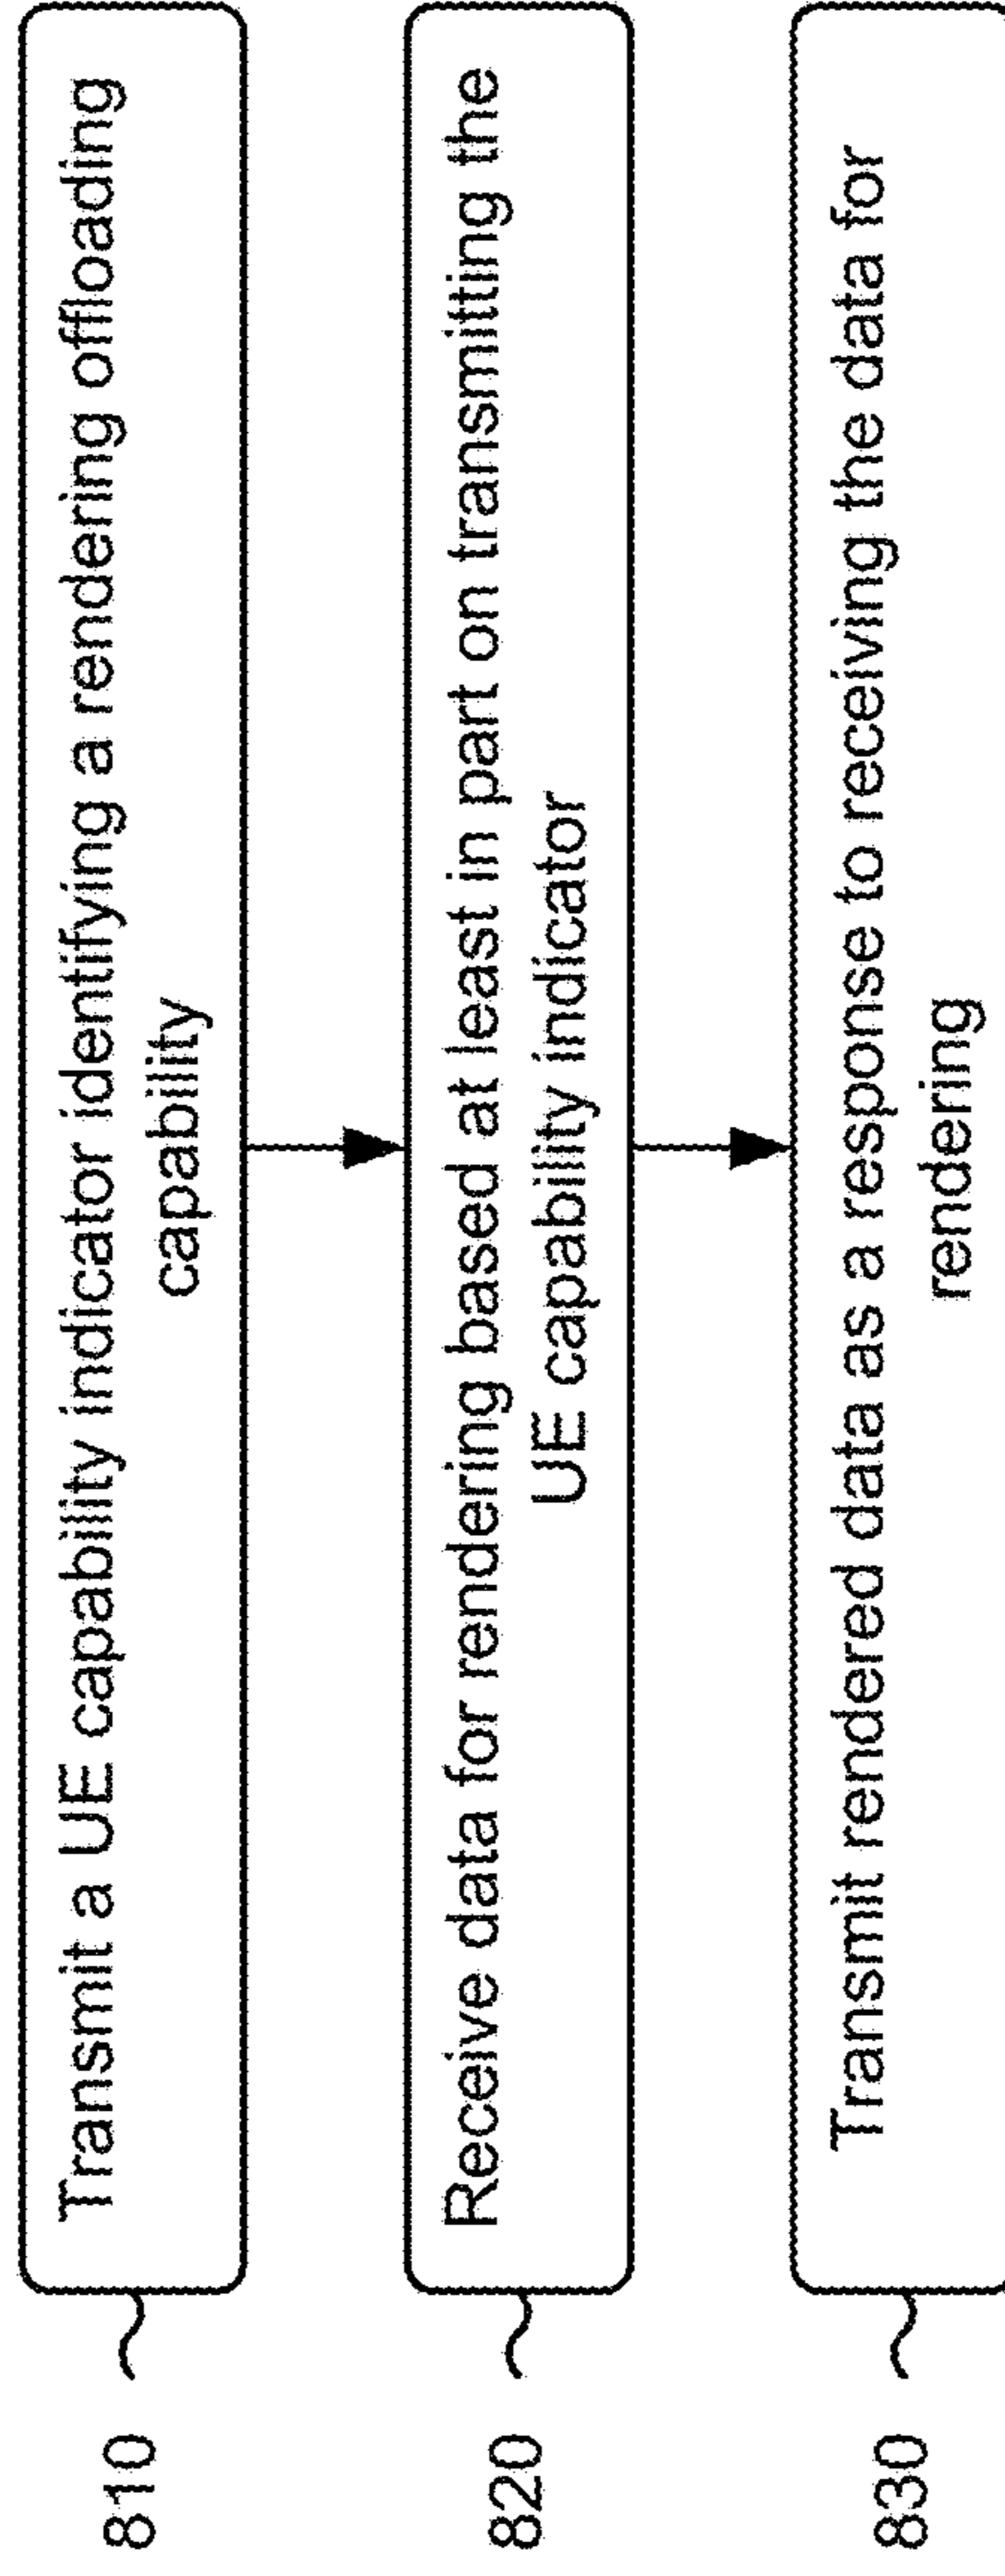 810
Transmit a UE capability indicator identifying a rendering offloading
capability
820
Receive data for rendering based at least in part on transmitting the
UE capability indicator
830
Transmit rendered data as a response to receiving the data for
rendering